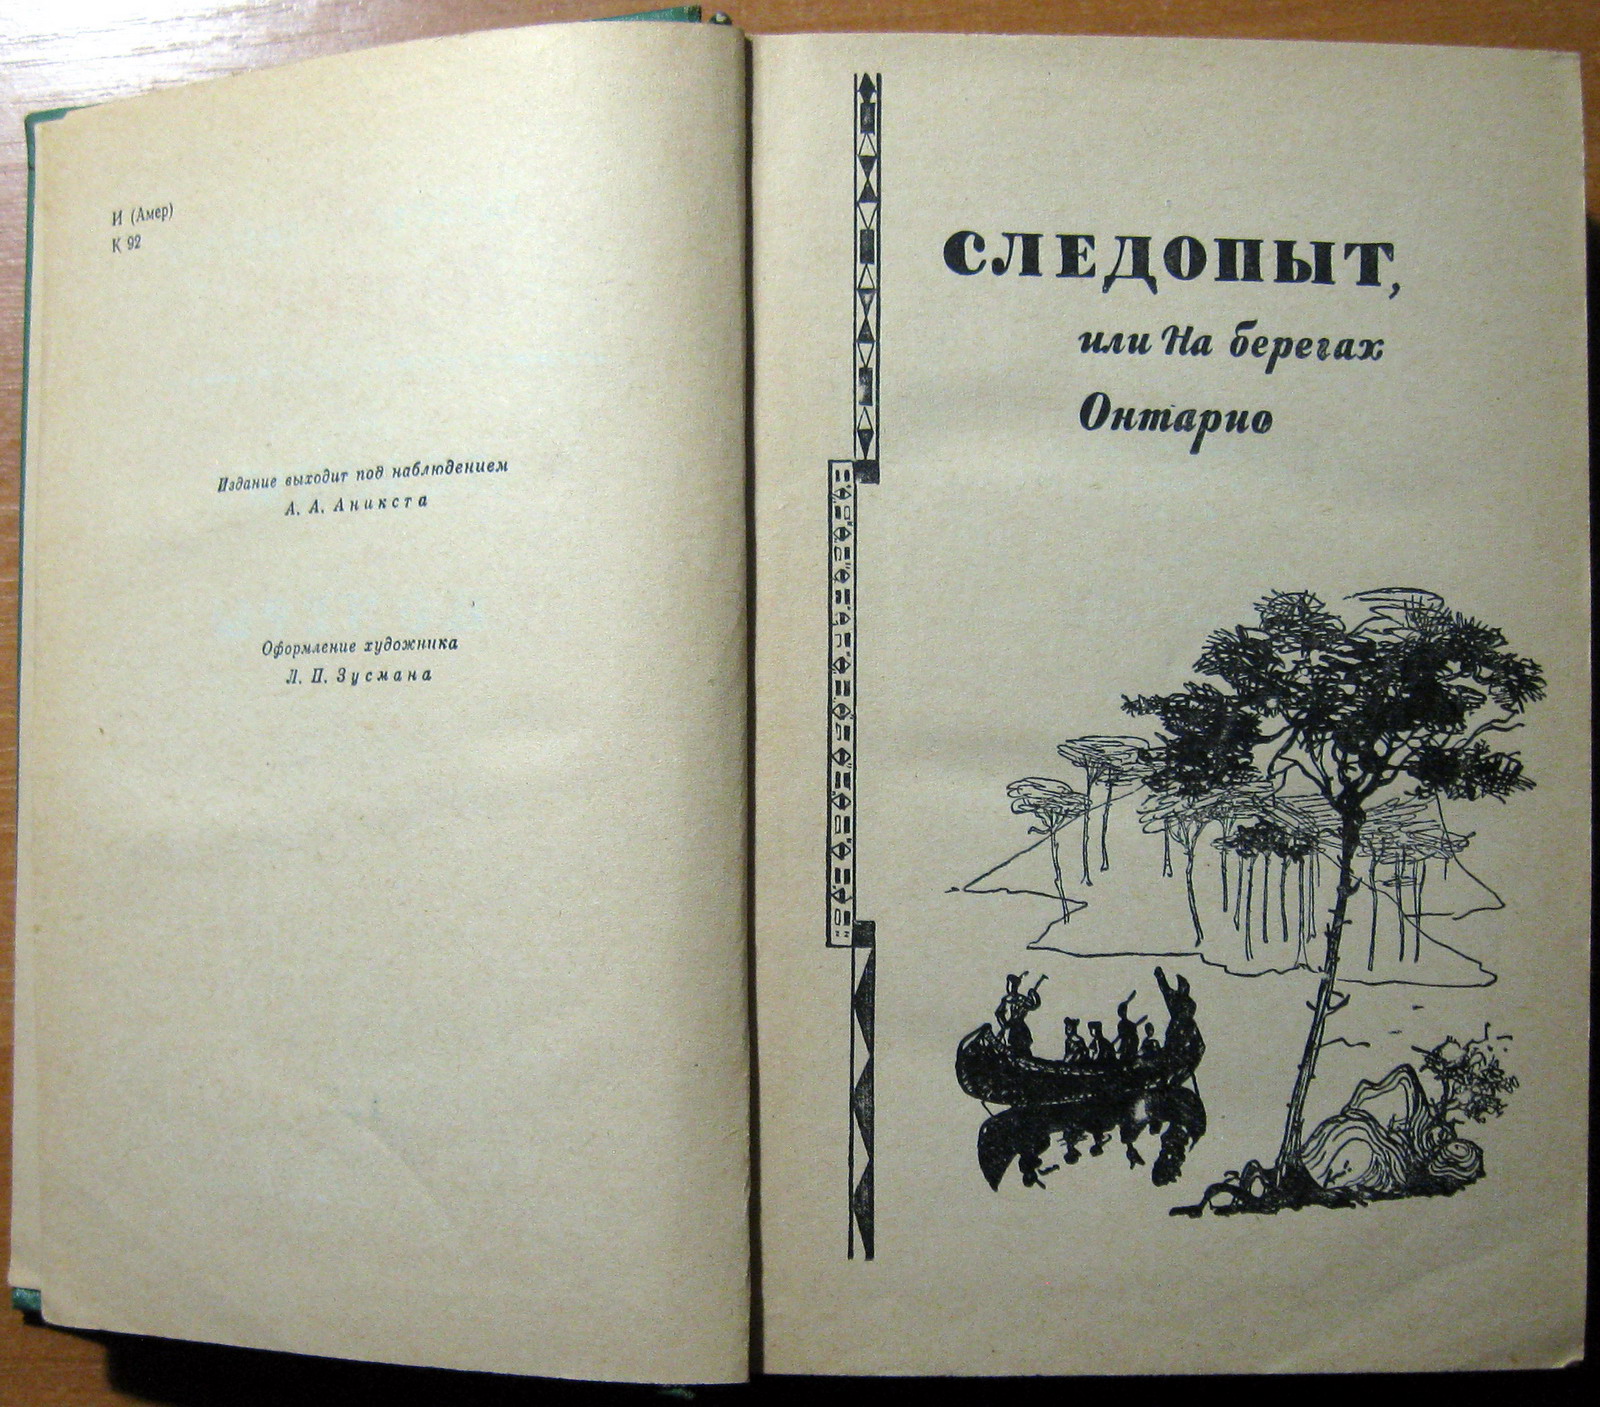 И (Амер)
К 92
Издание выходит под наблюдением
А. А. Аникста
Оформление художника
Л. П. Зусмана
СЛЕДОПЫТ,
или На берегах
Онтарио